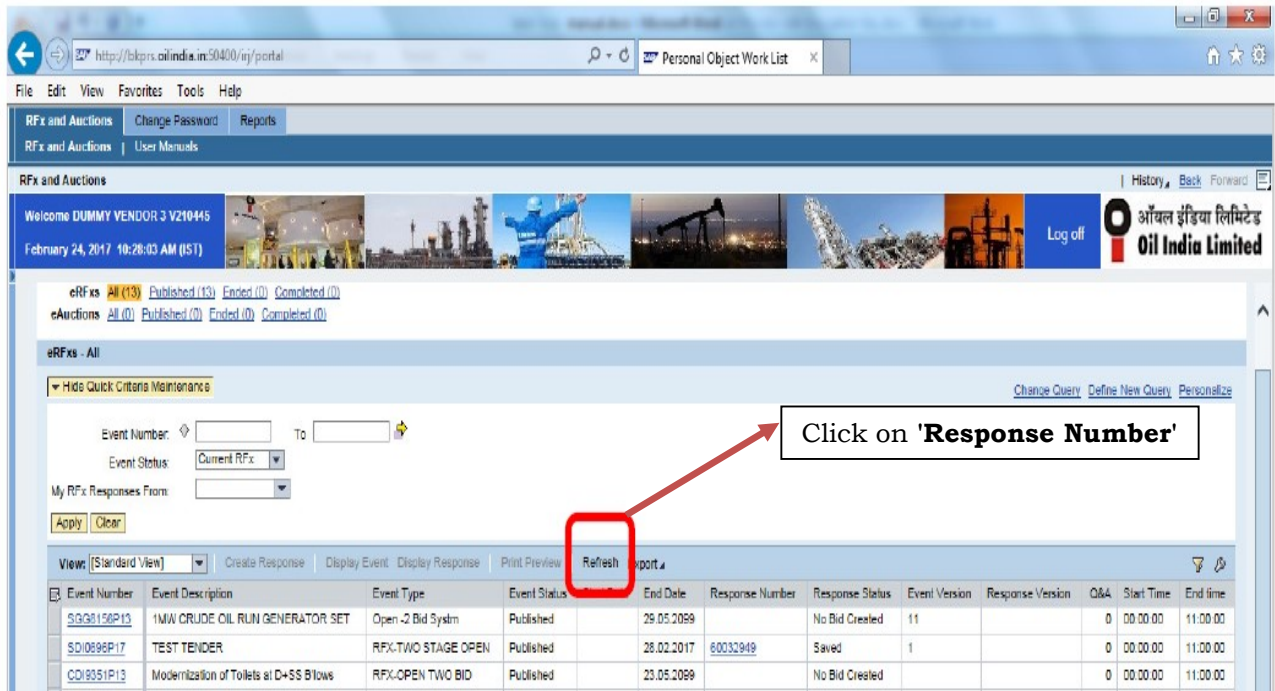 http://bkprs.oilindia.in:50400/irj/portal
Personal Object Work List
File Edit View Favorites Tools Help
RFx and Auctions Change Password Reports
RFx and Auctions | User Manuals
RFx and Auctions | History Back Forward
Welcome DUMMY VENDOR 3 V210445
February 24, 2017 10:28:03 AM (IST)
Log off
ऑयल इंडिया लिमिटेड
Oil India Limited
eRFxs All (13) Published (13) Ended (0) Completed (0)
eAuctions All (0) Published (0) Ended (0) Completed (0)
eRFxs - All
Hide Quick Criteria Maintenance
Change Query Define New Query Personalize
Event Number: To
Event Status: Current RFx
My RFx Responses From:
Apply Clear
Click on 'Response Number'
View: [Standard View] Create Response Display Event Display Response Print Preview Refresh Export
Event Number Event Description Event Type Event Status End Date Response Number Response Status Event Version Response Version Q&A Start Time End time
SGG6156P13 1MW CRUDE OIL RUN GENERATOR SET Open -2 Bid Systm Published 29.05.2099 No Bid Created 11 0 00:00:00 11:00:00
SDI0696P17 TEST TENDER RFX-TWO STAGE OPEN Published 28.02.2017 60032949 Saved 1 0 00:00:00 11:00:00
CDI9351P13 Modernization of Toilets at D+SS B'lows RFX-OPEN TWO BID Published 23.05.2099 No Bid Created 0 00:00:00 11:00:00